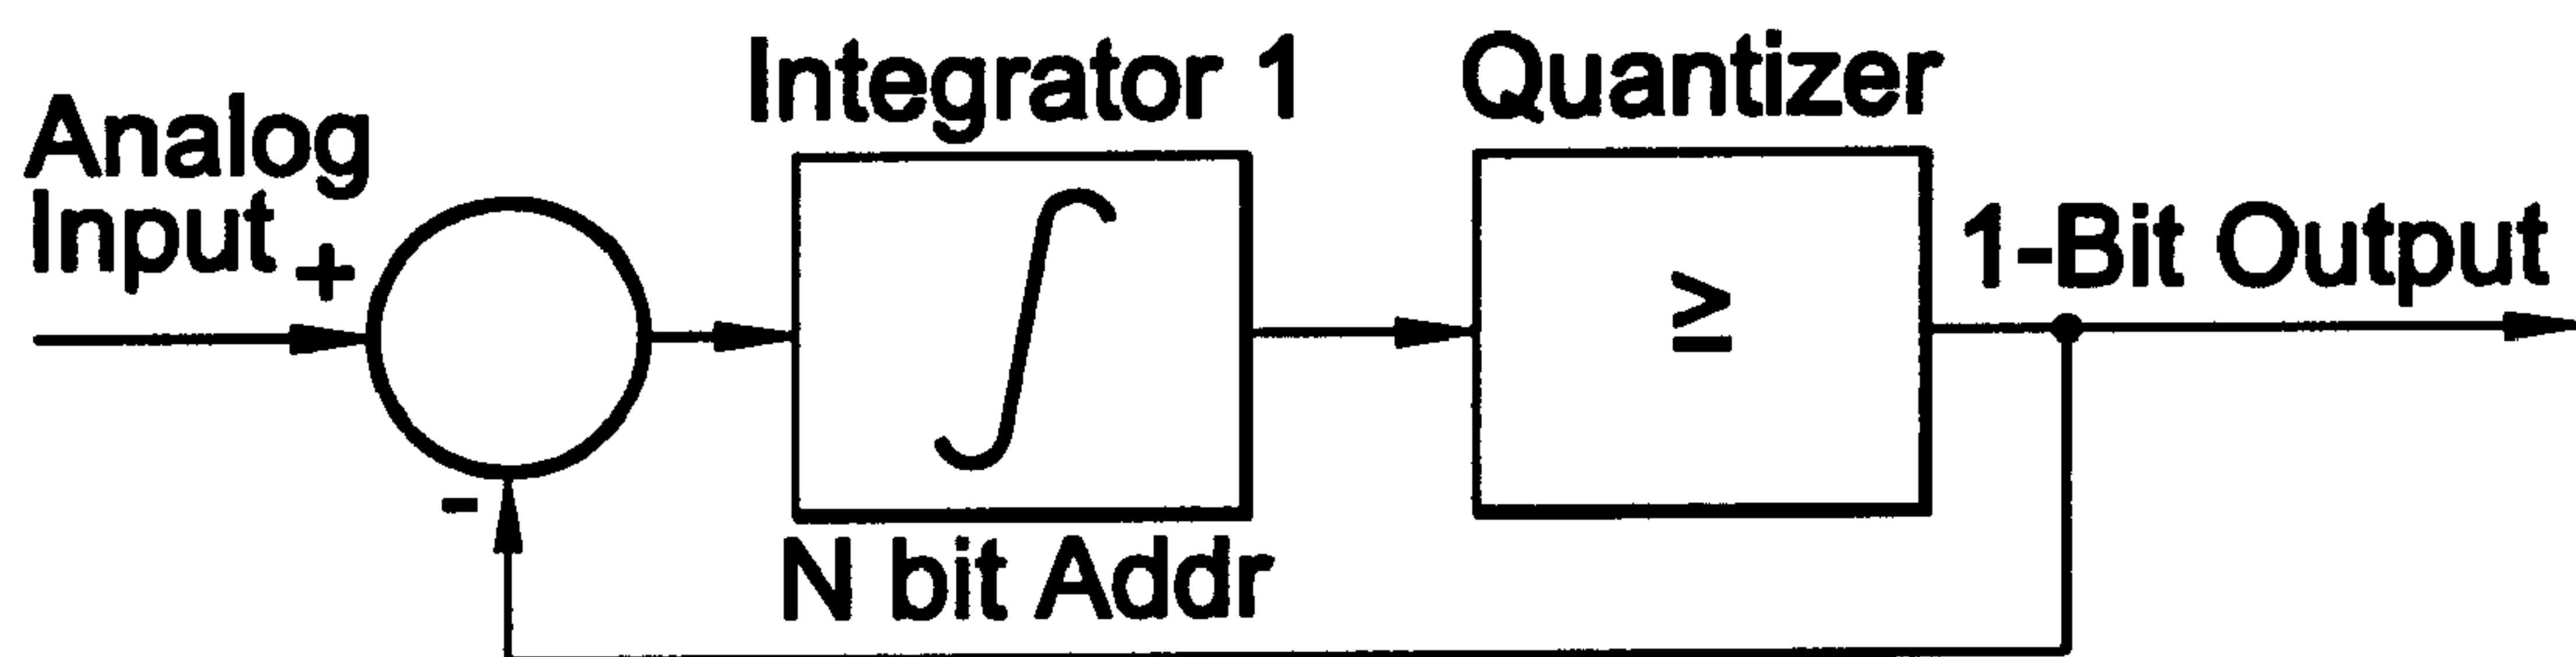 Analog
Input
+
-
Integrator 1
∫
N bit Addr
Quantizer
≥
1-Bit Output